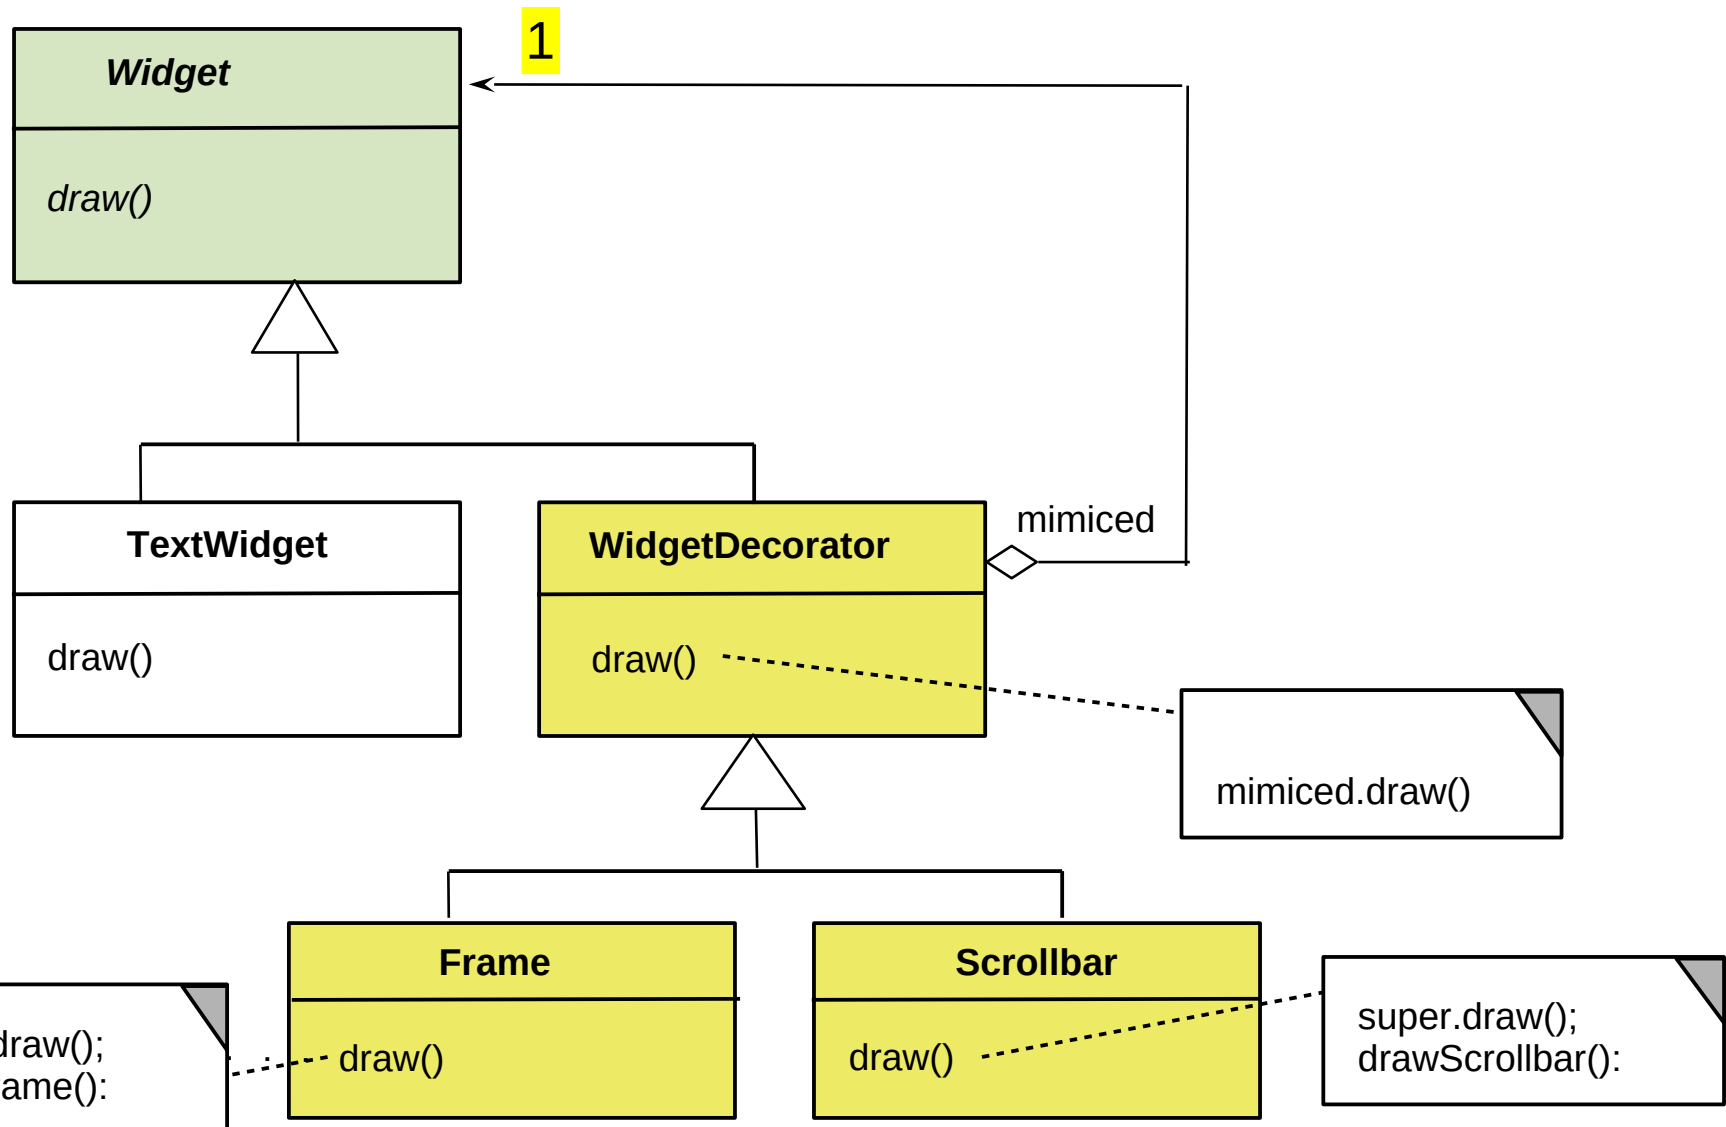 1
Widget
draw()
mimiced
TextWidget
WidgetDecorator
draw()
draw()
mimiced.draw()
Frame
Scrollbar
draw();
ame():
draw()
draw()
super.draw();
drawScrollbar():